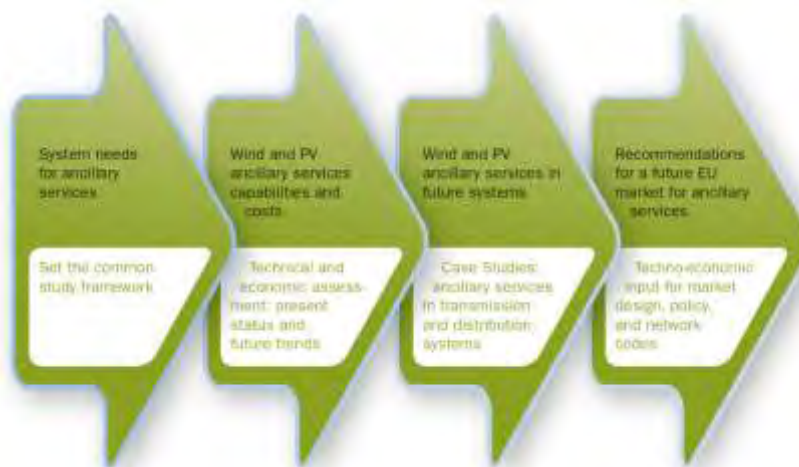 System needs
for ancillary
services
Set the common
study framework
Wind and PV
ancillary services
capabilities and
costs
Technical and
economic assess-
ment: present
status and
future trends
Wind and PV
ancillary services in
future systems
Case Studies:
ancillary services
in transmission
and distribution
systems
Recommendations
for a future EU
market for ancillary
services.
Techno-economic
input for market
design, policy,
and network
codes